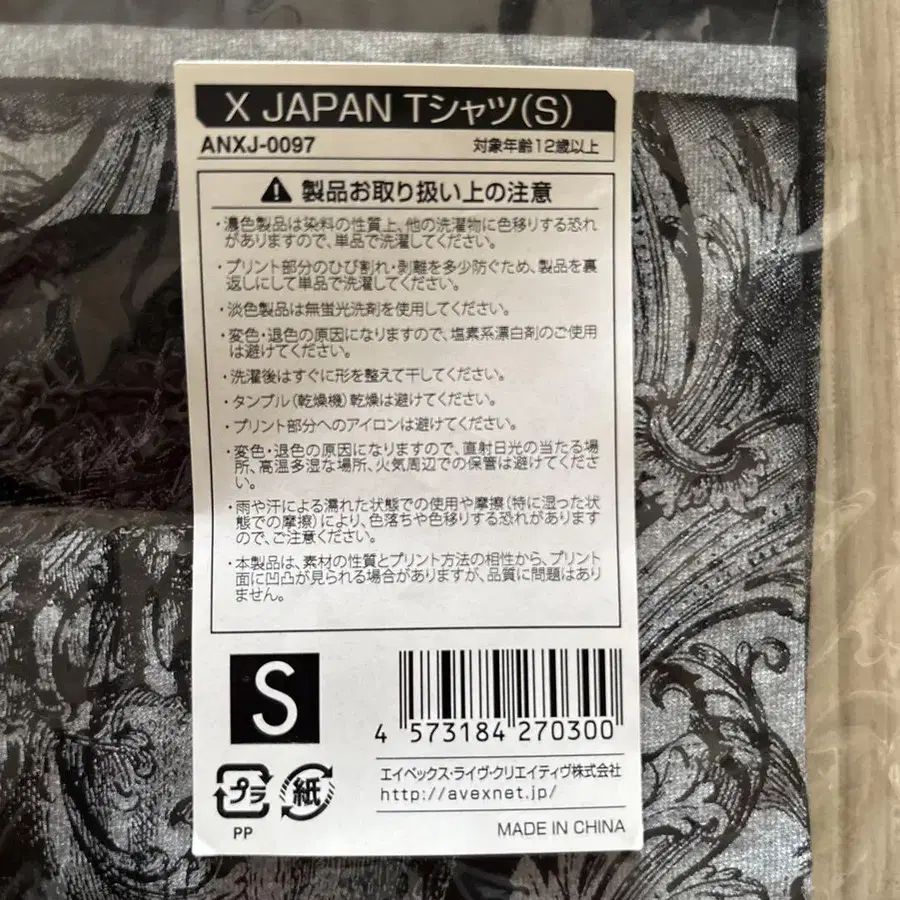 X JAPAN Tシャツ(S)
ANXJ-0097 対象年齢12歳以上
製品お取り扱い上の注意
・濃色製品は染料の性質上、他の洗濯物に色移りする恐れ
がありますので、単品で洗濯してください。
・プリント部分のひび割れ・剥離を多少防ぐため、製品を裏
返しにして単品で洗濯してください。
・淡色製品は無蛍光洗剤を使用してください。
・変色・退色の原因になりますので、塩素系漂白剤のご使用
は避けてください。
・洗濯後はすぐに形を整えて干してください。
・タンブル(乾燥機)乾燥は避けてください。
・プリント部分へのアイロンは避けてください。
・変色・退色の原因になりますので、直射日光の当たる場
所、高温多湿な場所、火気周辺での保管は避けてくださ
い。
・雨や汗による濡れた状態での使用や摩擦(特に湿った状
態での摩擦)により、色落ちや色移りする恐れがあります
ので、ご注意ください。
・本製品は、素材の性質とプリント方法の相性から、プリント
面に凹凸が見られる場合がありますが、品質に問題はあり
ません。
S
4 573184 270300
プラ
PP
紙
エイベックス・ライヴ・クリエイティヴ株式会社
http://avexnet.jp/
MADE IN CHINA